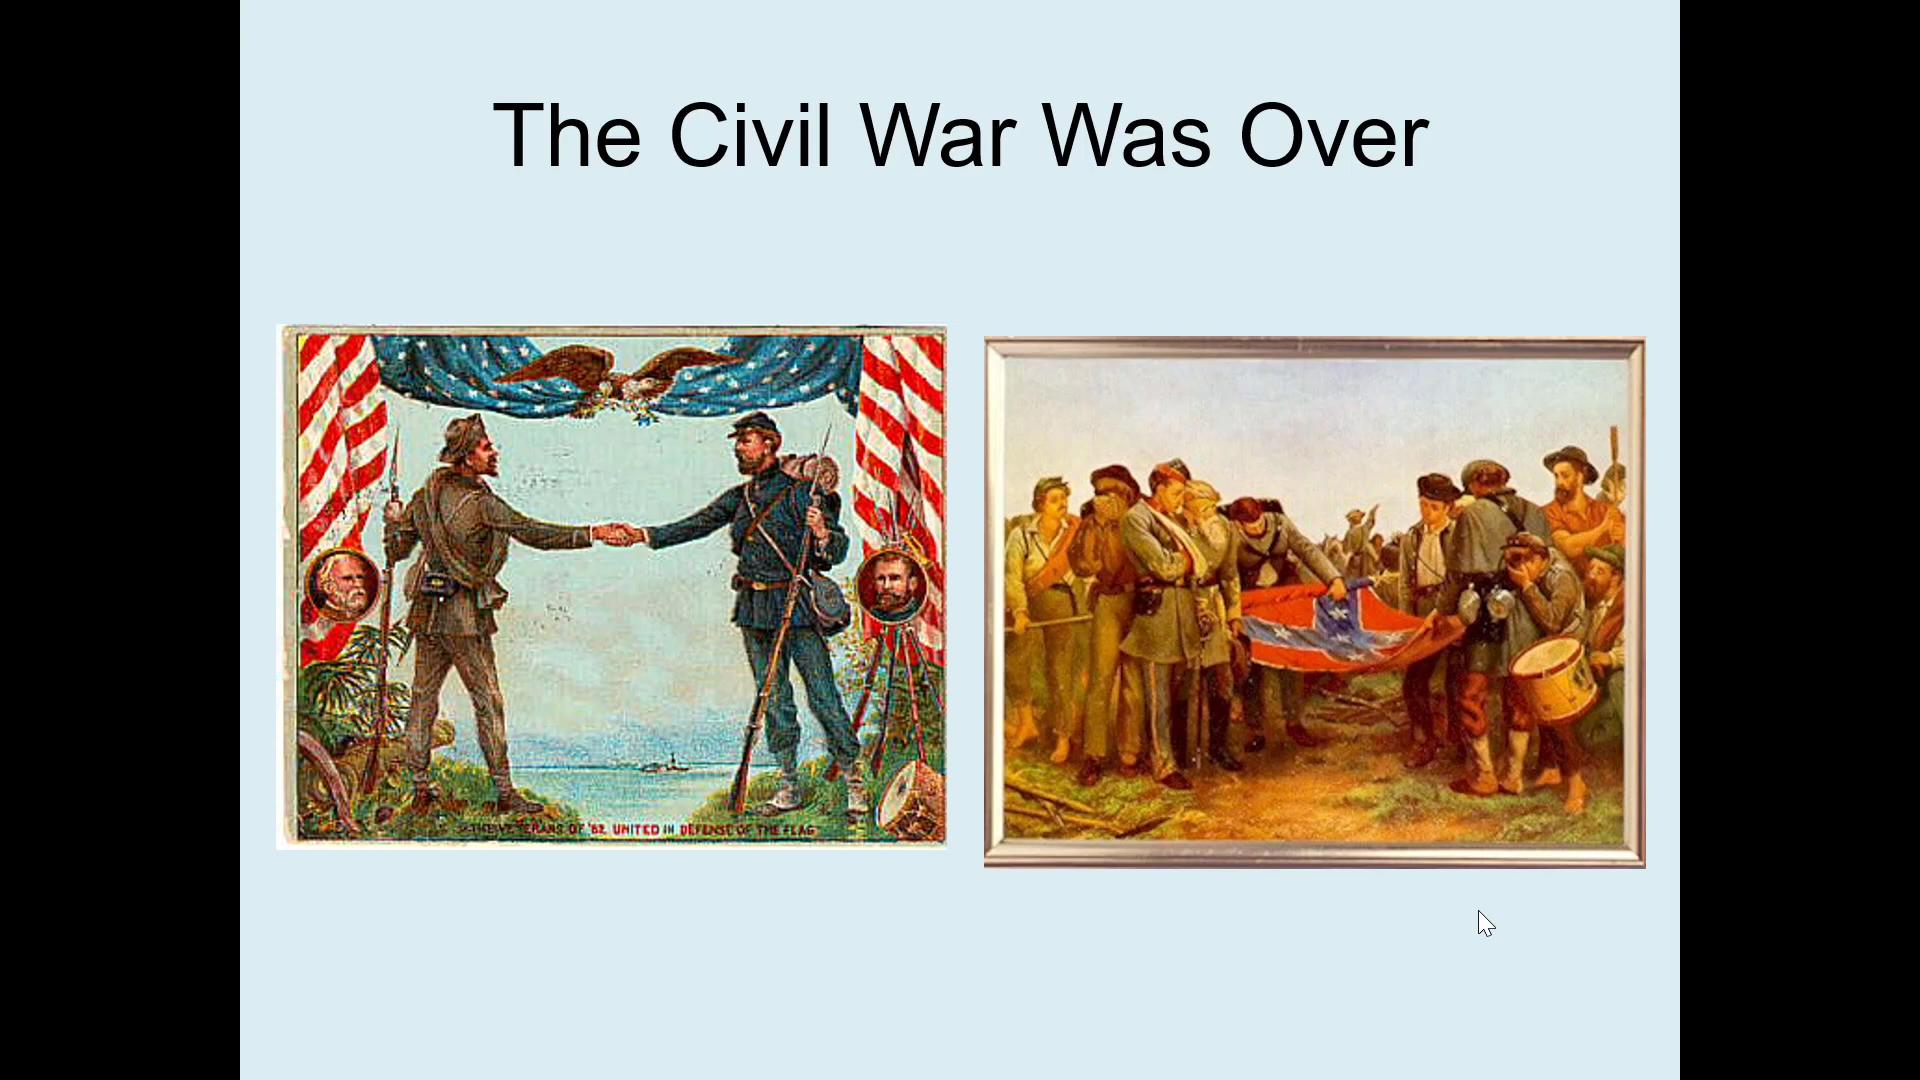 The Civil War Was Over
THE VETERANS OF '62 UNITED IN DEFENSE OF THE FLAG